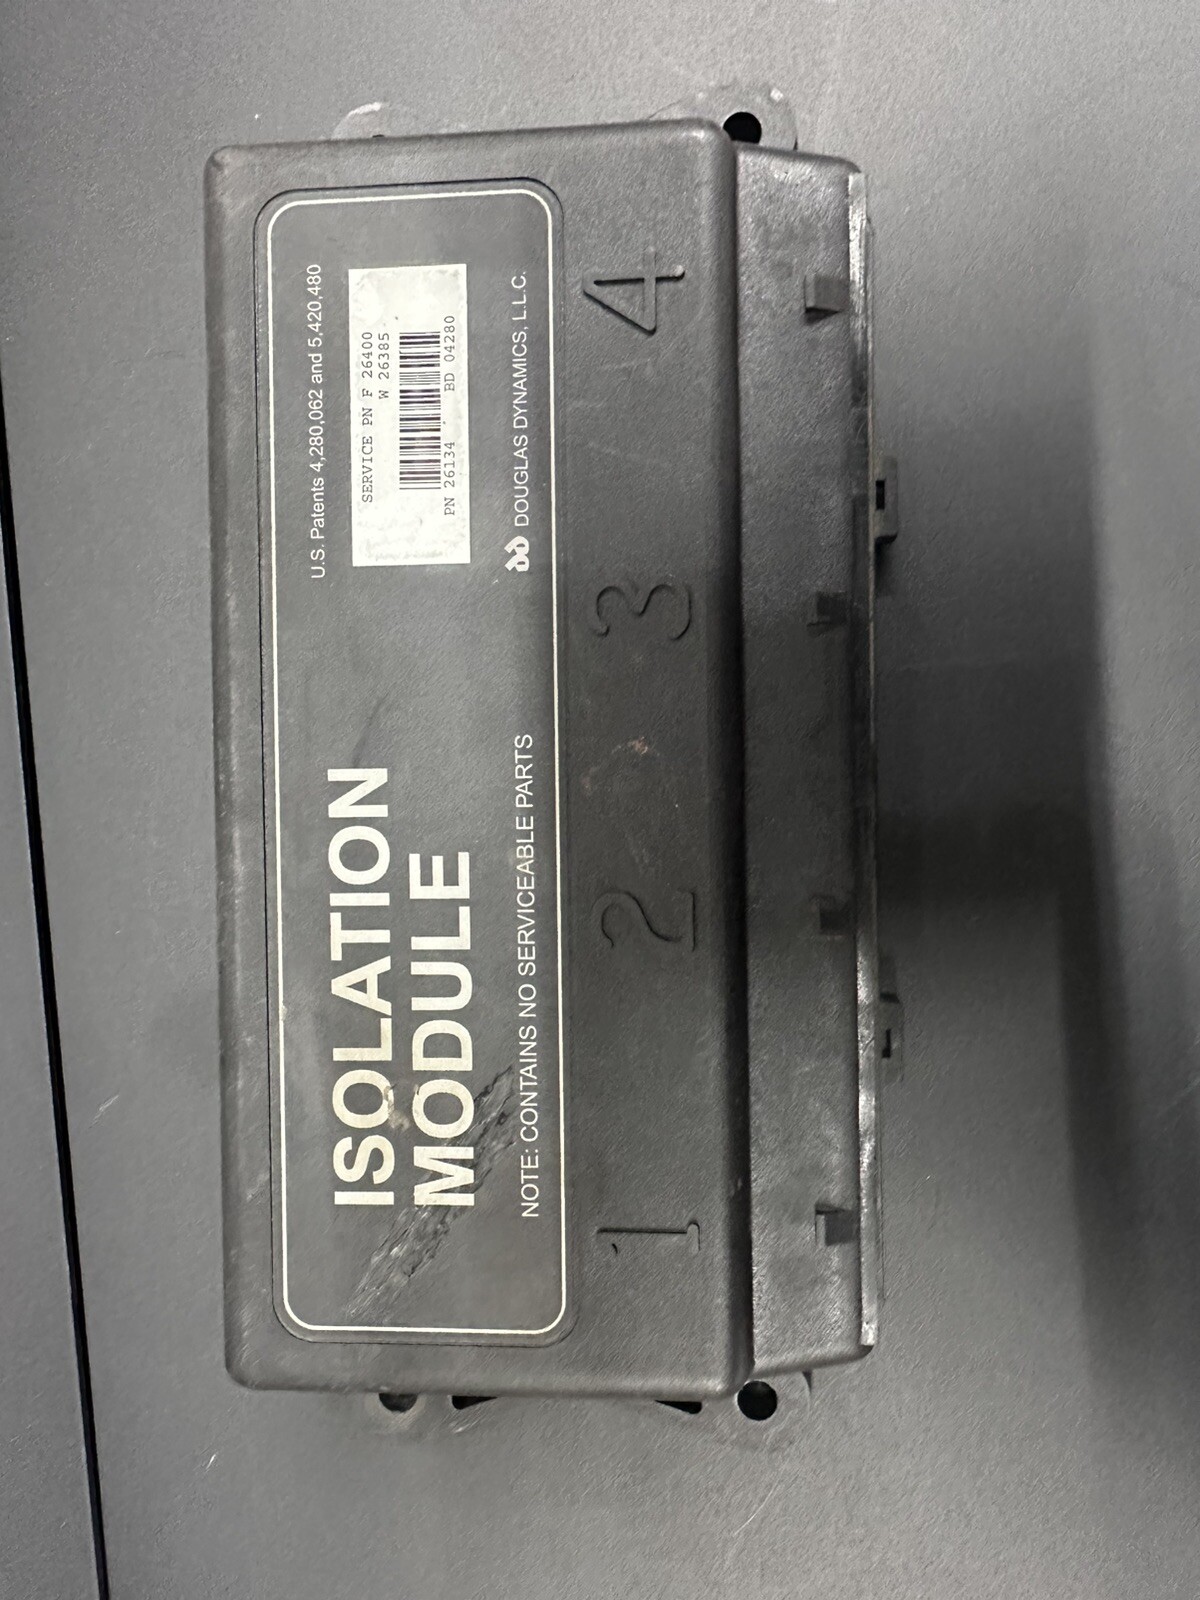 ISOLATION
MODULE
NOTE: CONTAINS NO SERVICEABLE PARTS
U.S. Patents 4,280,062 and 5,420,480
SERVICE PN F 26400
W 26385
PN 26134 BD 04280
DOUGLAS DYNAMICS, L.L.C.
1 2 3 4